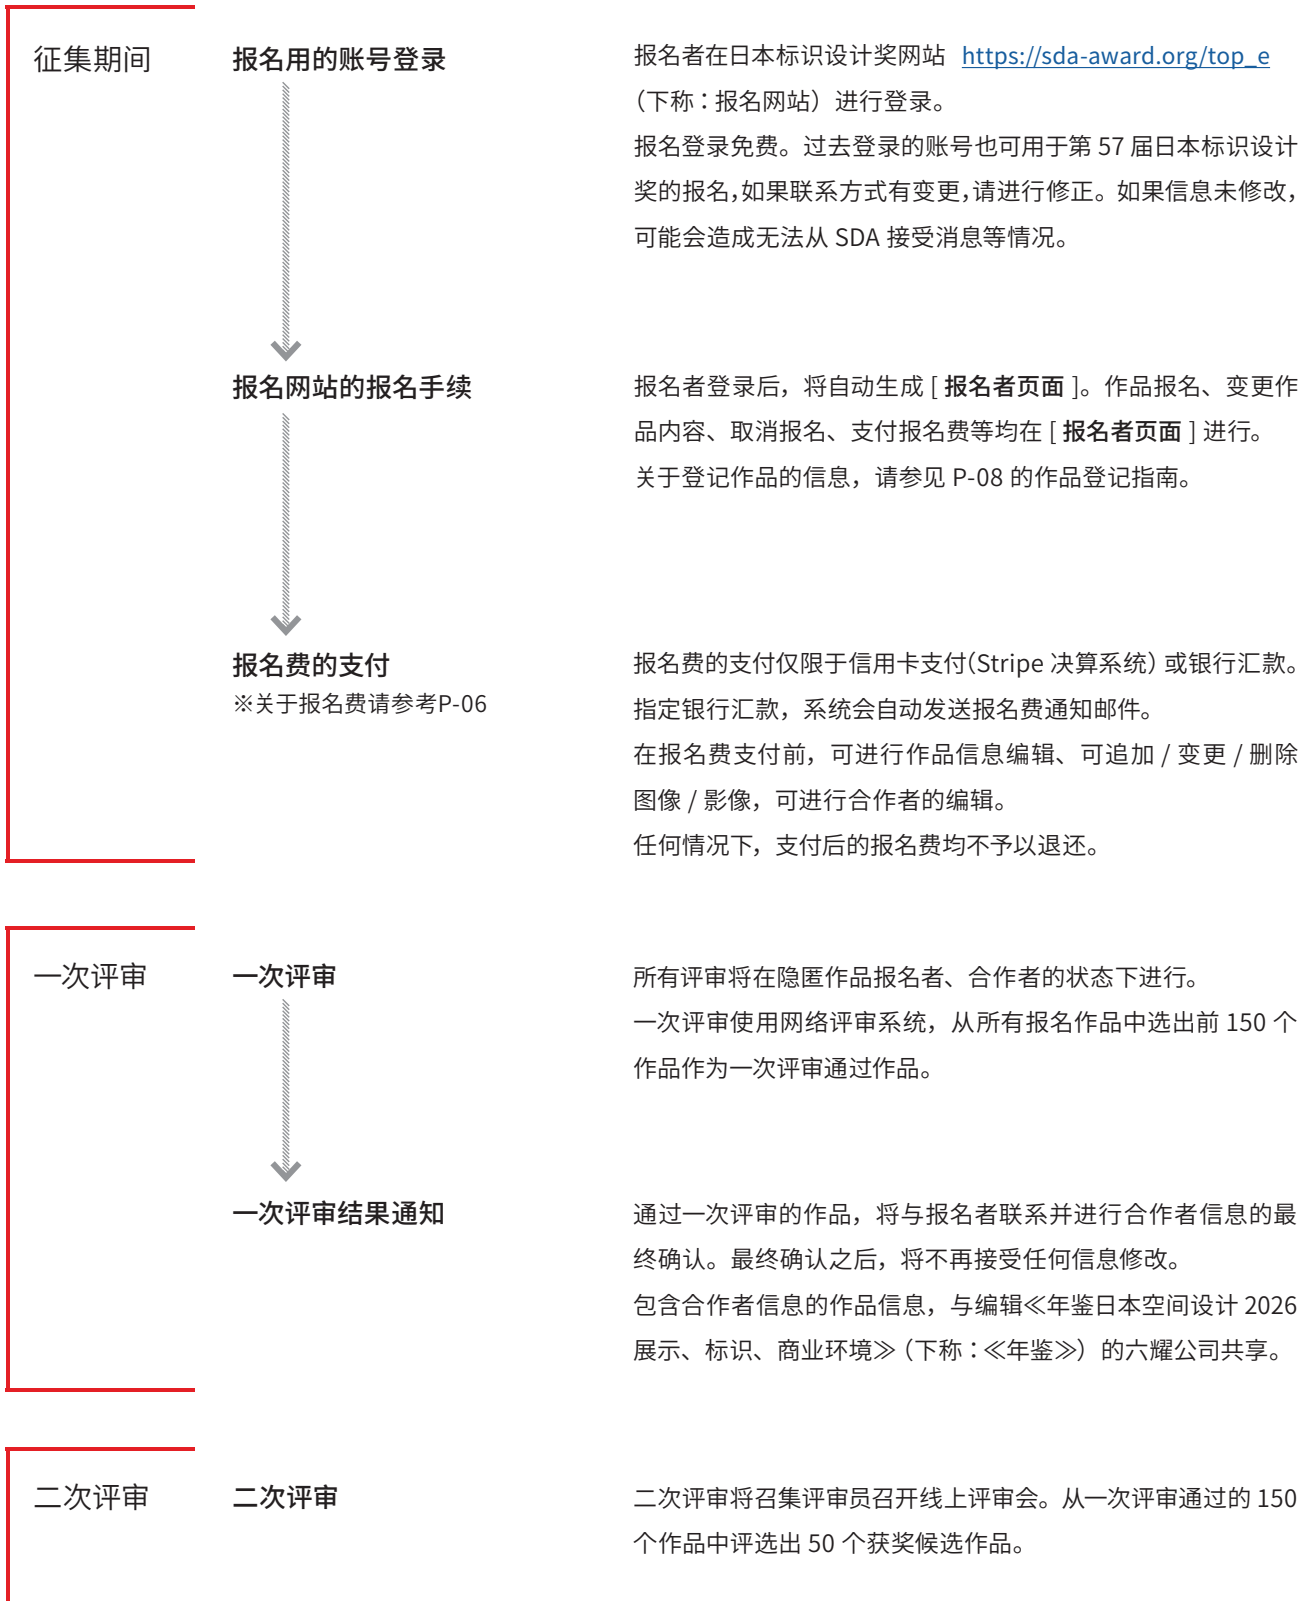 征集期间
报名用的账号登录
报名者在日本标识设计奖网站 https://sda-award.org/top_e
（下称：报名网站）进行登录。
报名登录免费。过去登录的账号也可用于第 57 届日本标识设计
奖的报名，如果联系方式有变更，请进行修正。如果信息未修改，
可能会造成无法从 SDA 接受消息等情况。
报名网站的报名手续
报名者登录后，将自动生成 [ 报名者页面 ]。作品报名、变更作
品内容、取消报名、支付报名费等均在 [ 报名者页面 ] 进行。
关于登记作品的信息，请参见 P-08 的作品登记指南。
报名费的支付
※关于报名费请参考P-06
报名费的支付仅限于信用卡支付（Stripe 决算系统）或银行汇款。
指定银行汇款，系统会自动发送报名费通知邮件。
在报名费支付前，可进行作品信息编辑、可追加 / 变更 / 删除
图像 / 影像，可进行合作者的编辑。
任何情况下，支付后的报名费均不予以退还。
一次评审
一次评审
所有评审将在隐匿作品报名者、合作者的状态下进行。
一次评审使用网络评审系统，从所有报名作品中选出前 150 个
作品作为一次评审通过作品。
一次评审结果通知
通过一次评审的作品，将与报名者联系并进行合作者信息的最
终确认。最终确认之后，将不再接受任何信息修改。
包含合作者信息的作品信息，与编辑≪年鉴日本空间设计 2026
展示、标识、商业环境≫（下称：≪年鉴≫）的六耀公司共享。
二次评审
二次评审
二次评审将召集评审员召开线上评审会。从一次评审通过的 150
个作品中评选出 50 个获奖候选作品。